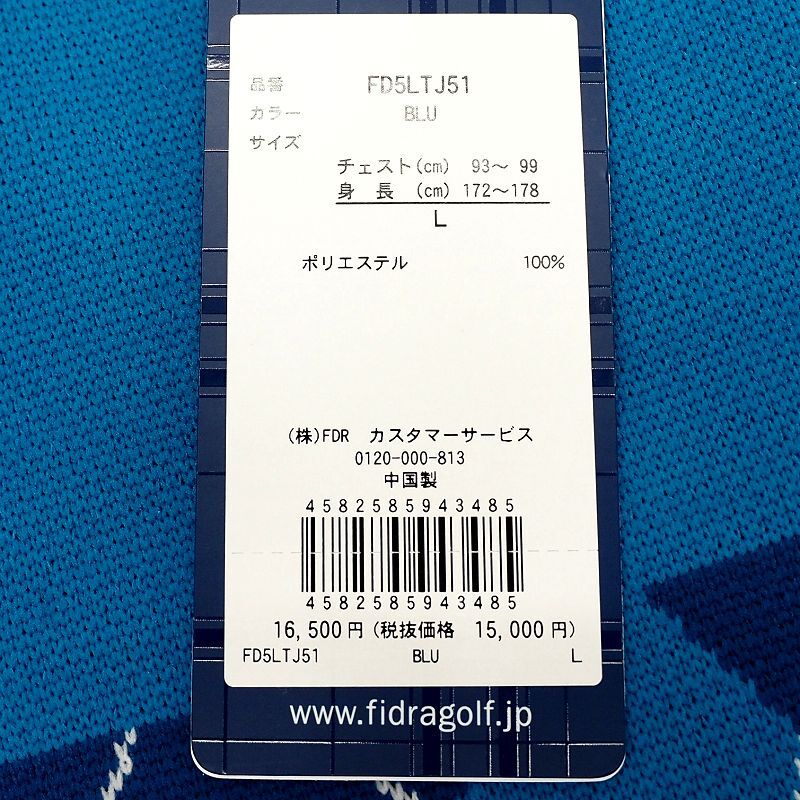 品番 FD5LTJ51
カラー BLU
サイズ
チェスト(cm) 93～ 99
身 長 (cm) 172～178
L
ポリエステル 100%
(株)FDR カスタマーサービス
0120-000-813
中国製
4582585943485
4582585943485
16,500円(税抜価格 15,000円)
FD5LTJ51 BLU L
www.fidragolf.jp